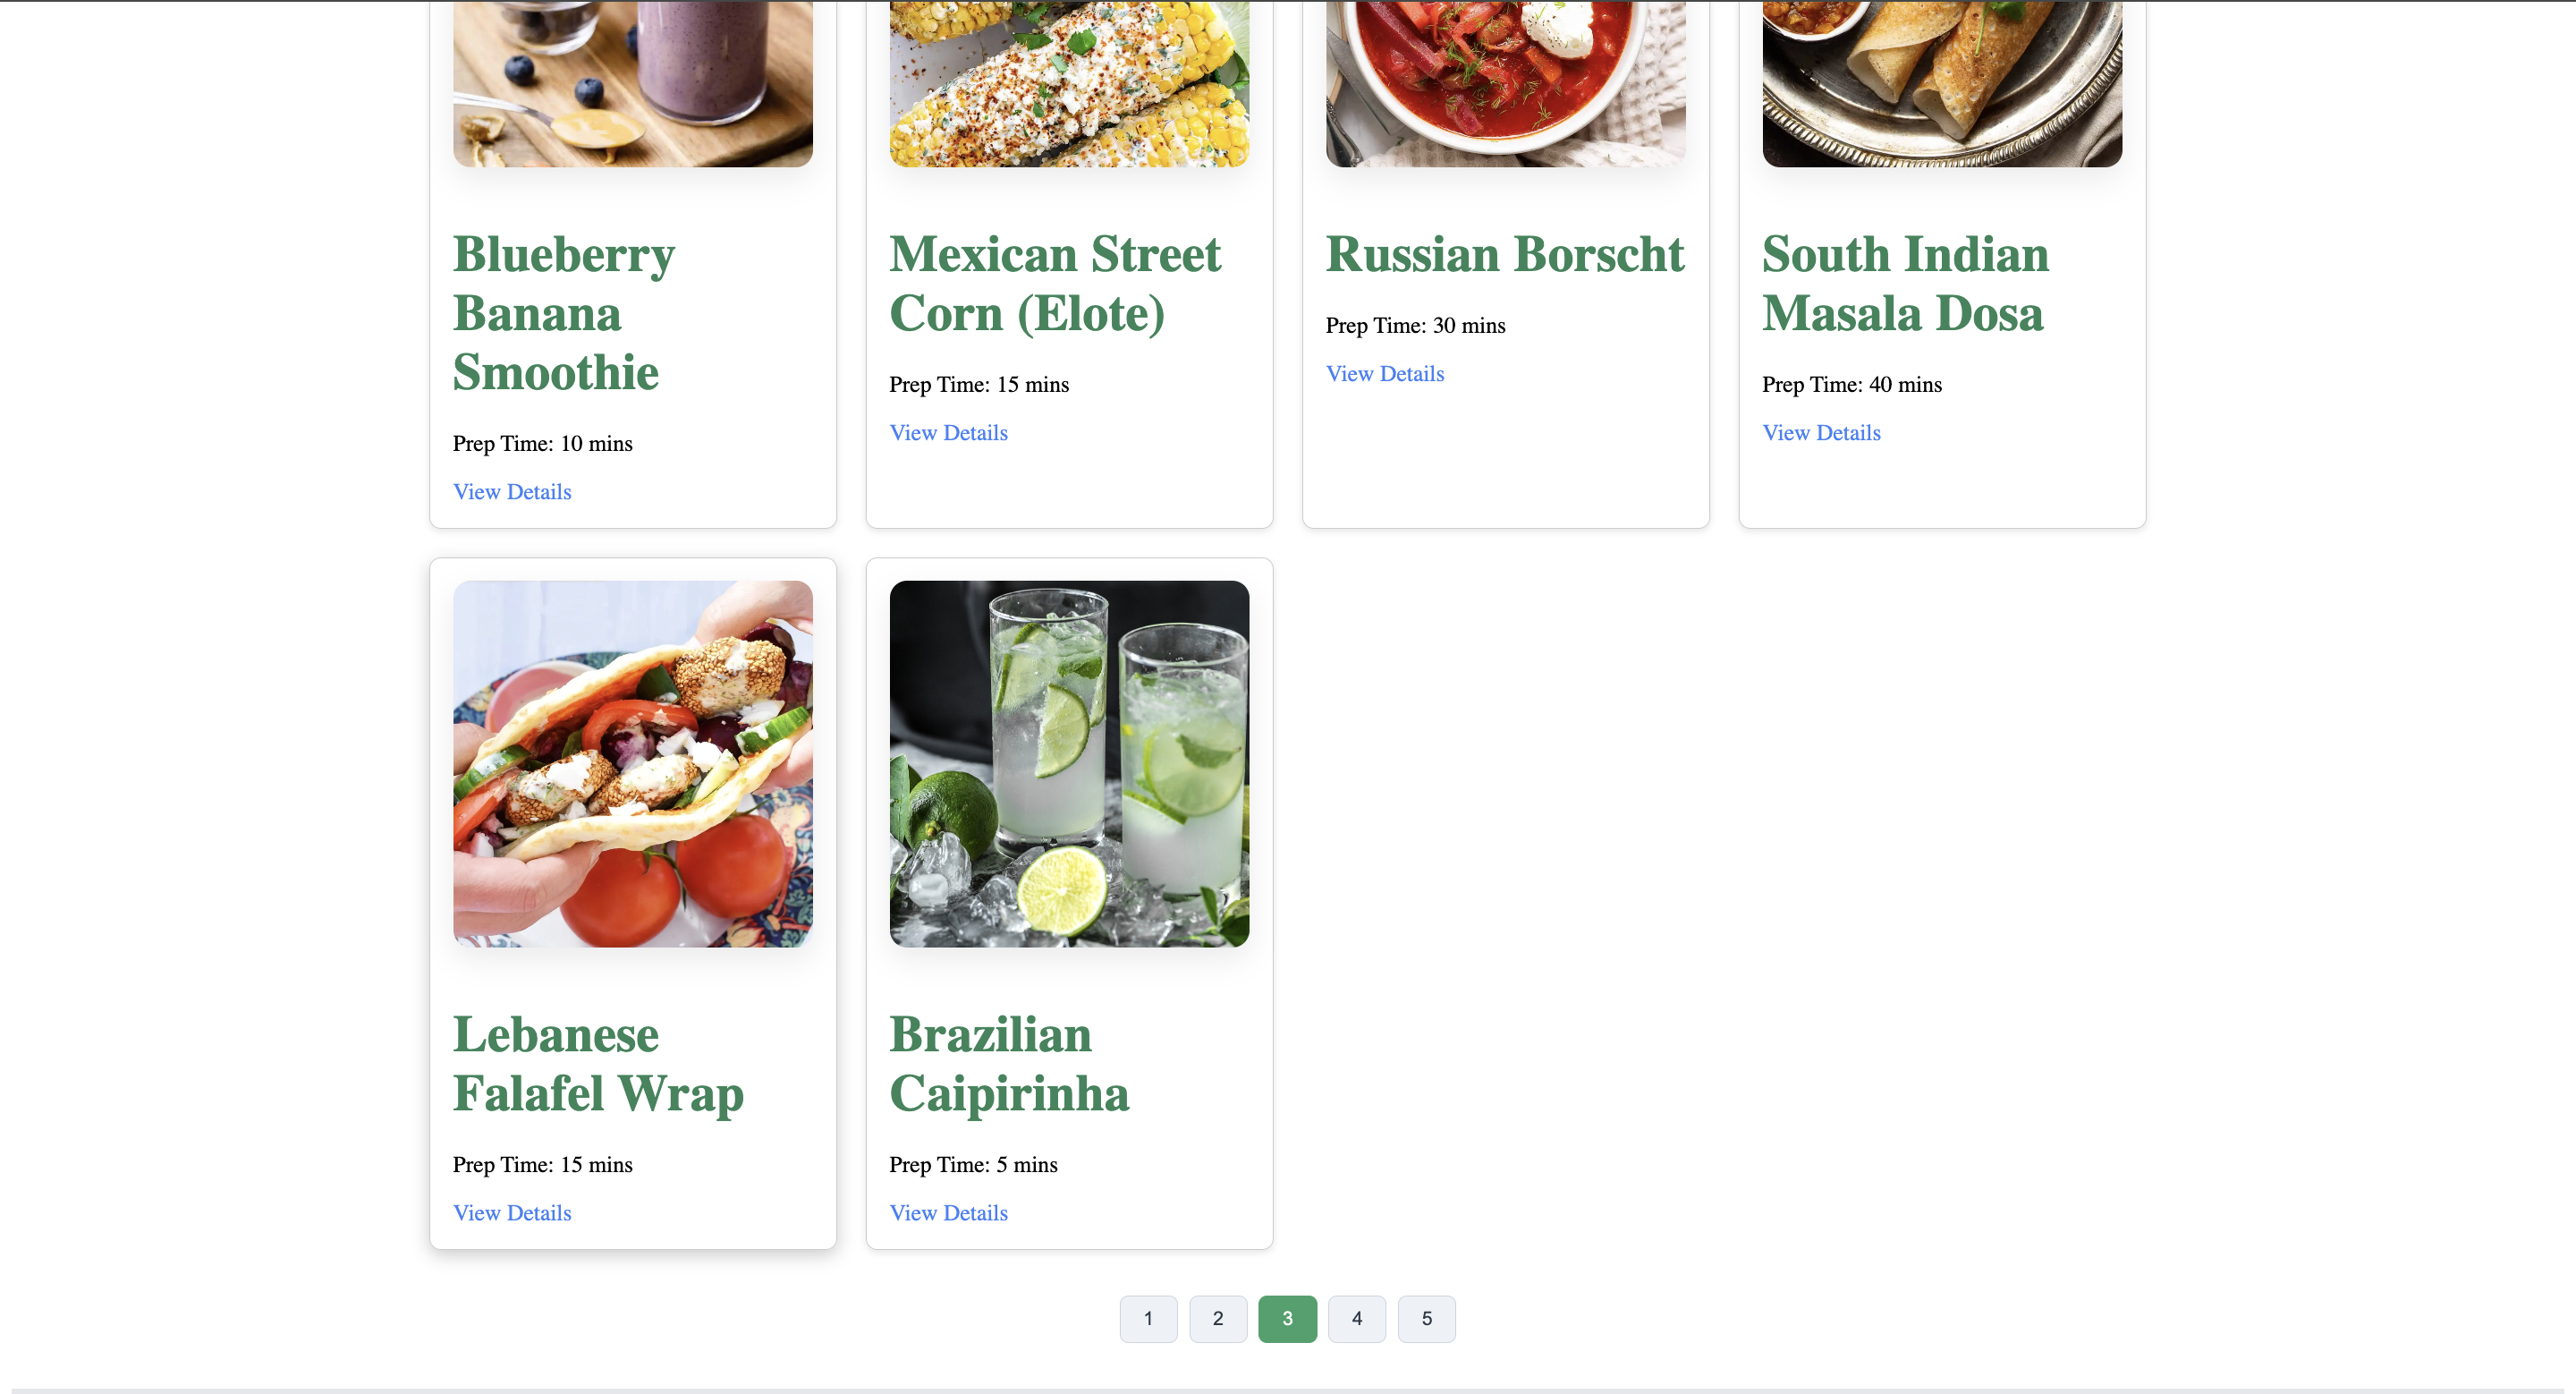 Blueberry
Banana
Smoothie
Prep Time: 10 mins
View Details
Mexican Street
Corn (Elote)
Prep Time: 15 mins
View Details
Russian Borscht
Prep Time: 30 mins
View Details
South Indian
Masala Dosa
Prep Time: 40 mins
View Details
Lebanese
Falafel Wrap
Prep Time: 15 mins
View Details
Brazilian
Caipirinha
Prep Time: 5 mins
View Details
1 2 3 4 5